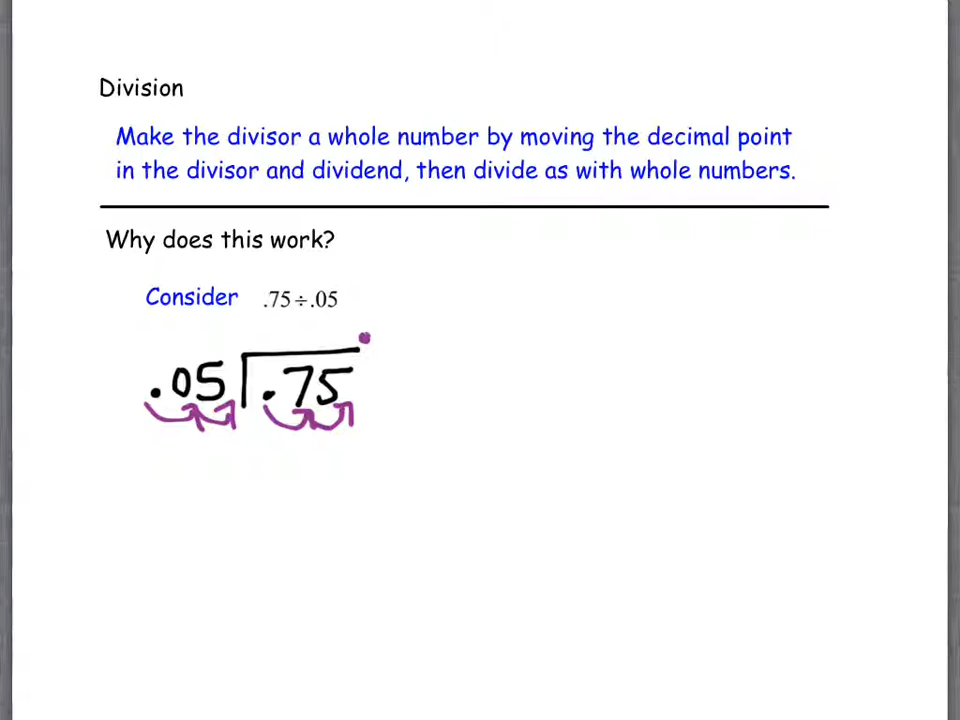 Division
Make the divisor a whole number by moving the decimal point
in the divisor and dividend, then divide as with whole numbers.
Why does this work?
Consider .75÷.05
.05 .75